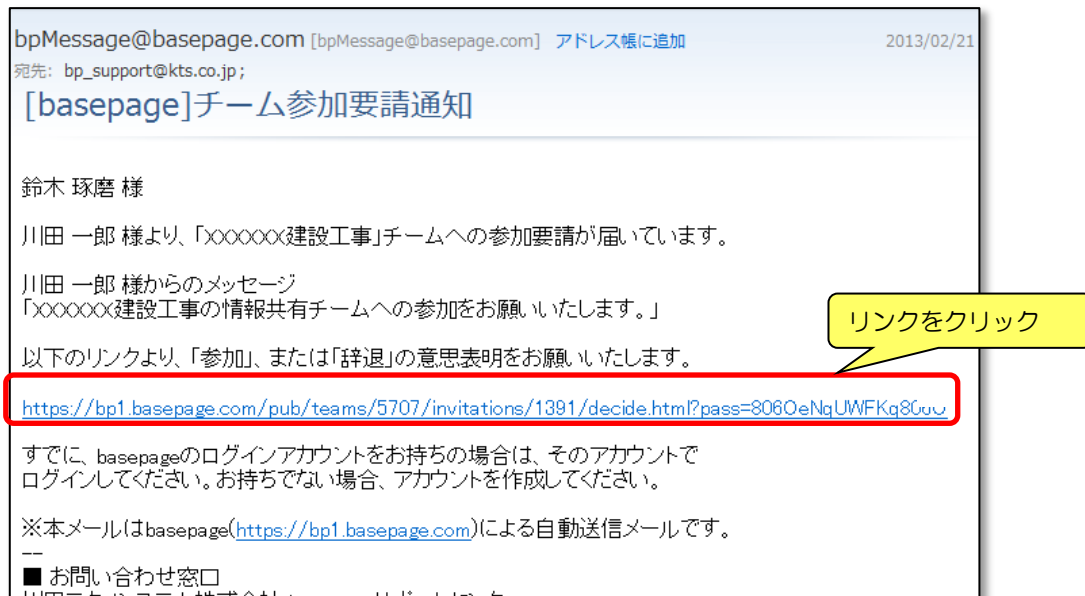 bpMessage@basepage.com [bpMessage@basepage.com] アドレス帳に追加 2013/02/21
宛先: bp_support@kts.co.jp;
[basepage]チーム参加要請通知
鈴木 琢磨 様
川田 一郎 様より、「XXXXXXX建設工事」チームへの参加要請が届いています。
川田 一郎 様からのメッセージ
「XXXXXXX建設工事の情報共有チームへの参加をお願いいたします。」
リンクをクリック
以下のリンクより、「参加」、または「辞退」の意思表明をお願いいたします。
https://bp1.basepage.com/pub/teams/5707/invitations/1391/decide.html?pass=806OeNqUWFKq80
すでに、basepageのログインアカウントをお持ちの場合は、そのアカウントで
ログインしてください。お持ちでない場合、アカウントを作成してください。
※本メールはbasepage(https://bp1.basepage.com)による自動送信メールです。
--
■ お問い合わせ窓口